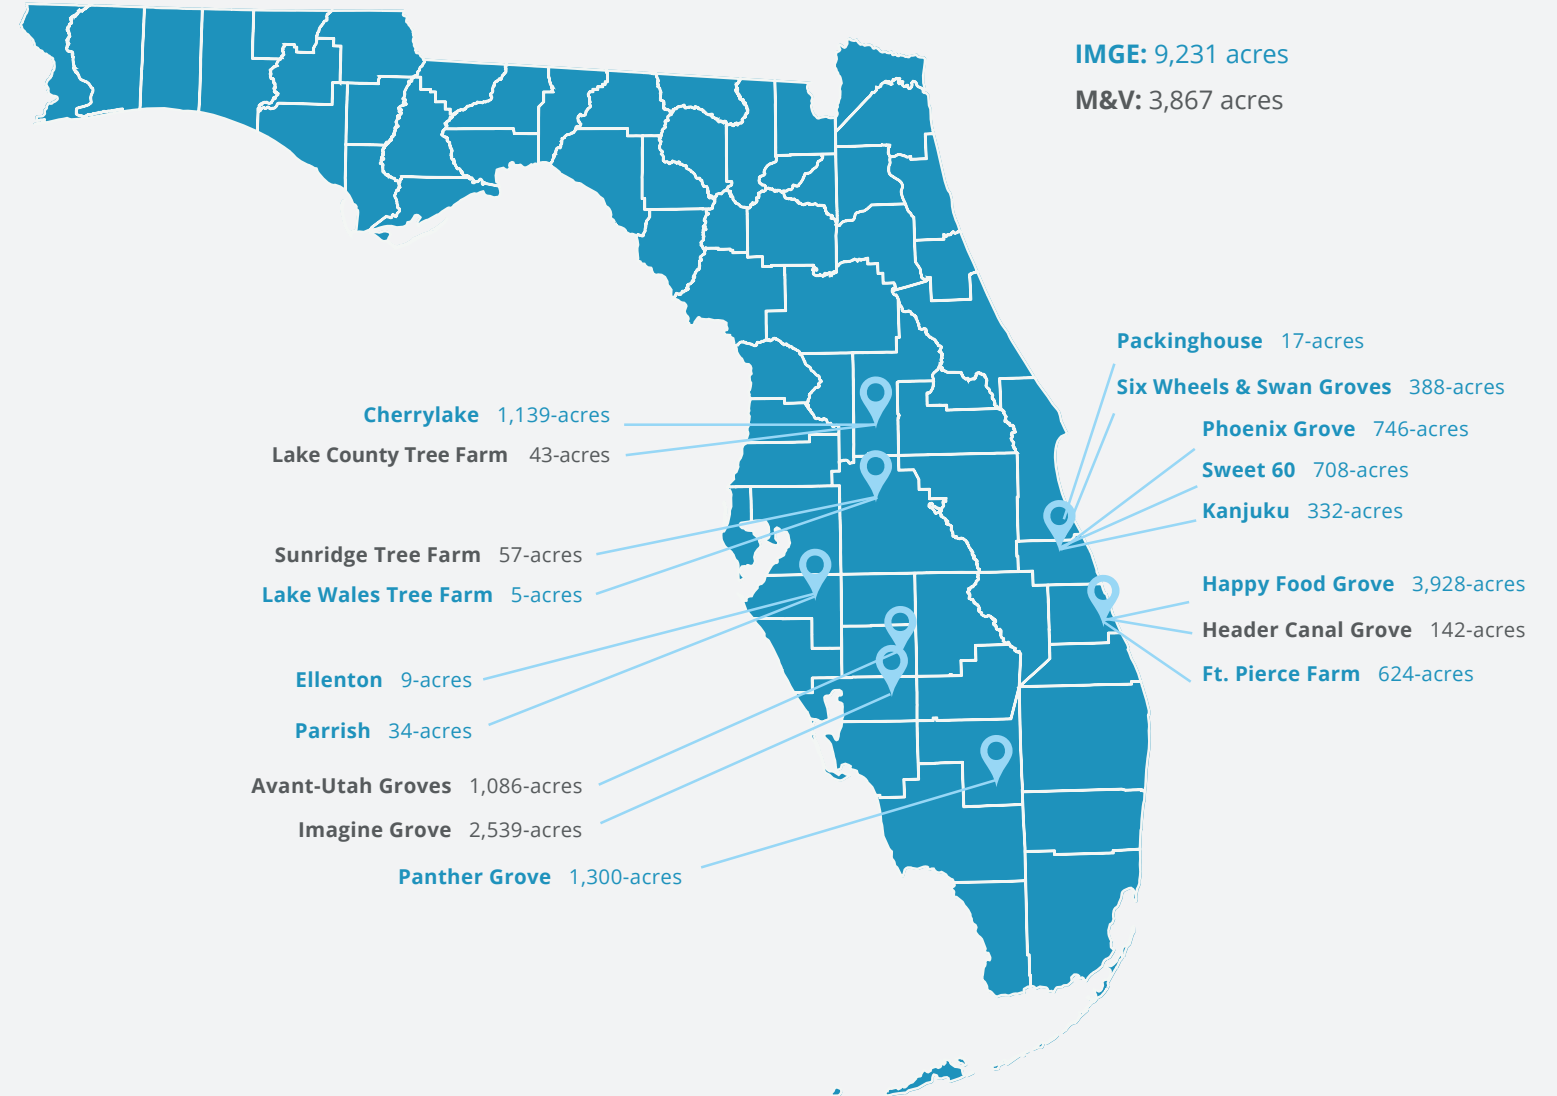 IMGE: 9,231 acres
M&V: 3,867 acres
Packinghouse 17-acres
Six Wheels & Swan Groves 388-acres
Phoenix Grove 746-acres
Sweet 60 708-acres
Kanjuku 332-acres
Happy Food Grove 3,928-acres
Header Canal Grove 142-acres
Ft. Pierce Farm 624-acres
Cherrylake 1,139-acres
Lake County Tree Farm 43-acres
Sunridge Tree Farm 57-acres
Lake Wales Tree Farm 5-acres
Ellenton 9-acres
Parrish 34-acres
Avant-Utah Groves 1,086-acres
Imagine Grove 2,539-acres
Panther Grove 1,300-acres